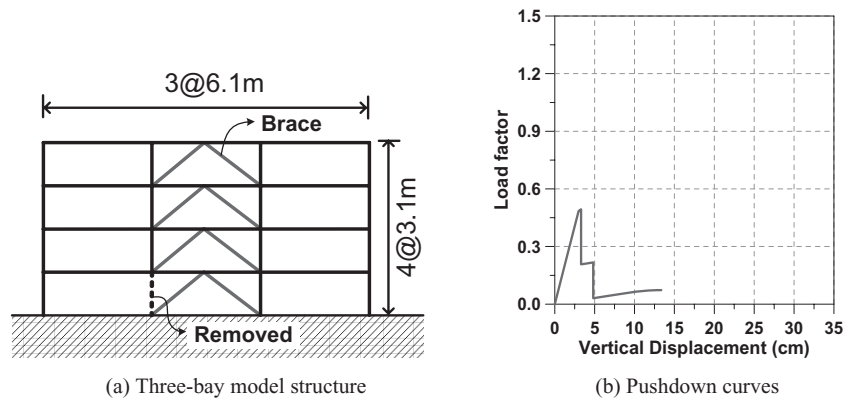 3@6.1m
Brace
4@3.1m
Removed
(a) Three-bay model structure
1.5
1.2
0.9
0.6
0.3
0.0
Load factor
0 5 10 15 20 25 30 35
Vertical Displacement (cm)
(b) Pushdown curves